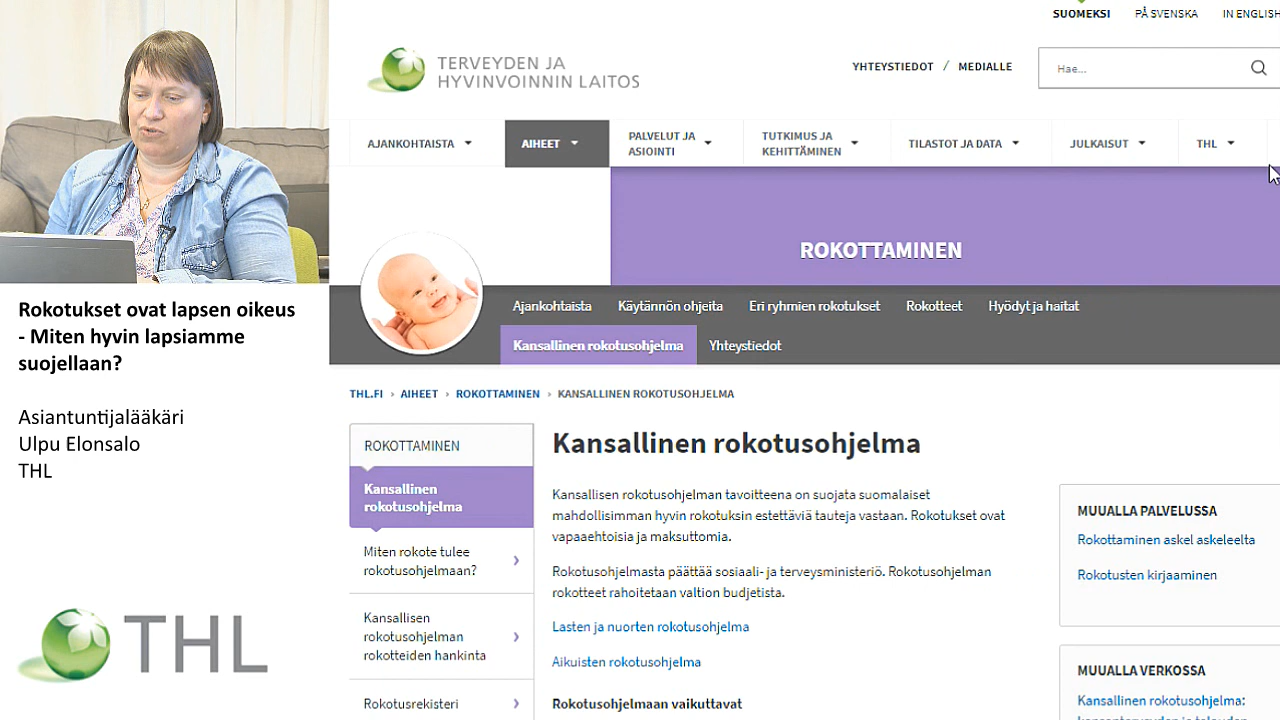 Rokotukset ovat lapsen oikeus
- Miten hyvin lapsiamme
suojellaan?
Asiantuntijalääkäri
Ulpu Elonsalo
THL
THL
SUOMEKSI
PÅ SVENSKA
IN ENGLISH
TERVEYDEN JA
HYVINVOINNIN LAITOS
YHTEYSTIEDOT / MEDIALLE
Hae...
AJANKOHTAISTA
AIHEET
PALVELUT JA
ASIOINTI
TUTKIMUS JA
KEHITTÄMINEN
TILASTOT JA DATA
JULKAISUT
THL
ROKOTTAMINEN
Ajankohtaista
Käytännön ohjeita
Eri ryhmien rokotukset
Rokotteet
Hyödyt ja haitat
Kansallinen rokotusohjelma
Yhteystiedot
THL.FI › AIHEET › ROKOTTAMINEN › KANSALLINEN ROKOTUSOHJELMA
ROKOTTAMINEN
Kansallinen
rokotusohjelma
Miten rokote tulee
rokotusohjelmaan?
Kansallisen
rokotusohjelman
rokotteiden hankinta
Rokotusrekisteri
Kansallinen rokotusohjelma
Kansallisen rokotusohjelman tavoitteena on suojata suomalaiset
mahdollisimman hyvin rokotuksin estettäviä tauteja vastaan. Rokotukset ovat
vapaaehtoisia ja maksuttomia.
Rokotusohjelmasta päättää sosiaali- ja terveysministeriö. Rokotusohjelman
rokotteet rahoitetaan valtion budjetista.
Lasten ja nuorten rokotusohjelma
Aikuisten rokotusohjelma
Rokotusohjelmaan vaikuttavat
MUUALLA PALVELUSSA
Rokottaminen askel askeleelta
Rokotusten kirjaaminen
MUUALLA VERKOSSA
Kansallinen rokotusohjelma: